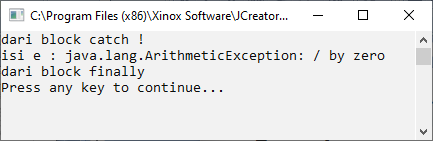 C:\Program Files (x86)\Xinox Software\JCreator...
dari block catch !
isi e : java.lang.ArithmeticException: / by zero
dari block finally
Press any key to continue...